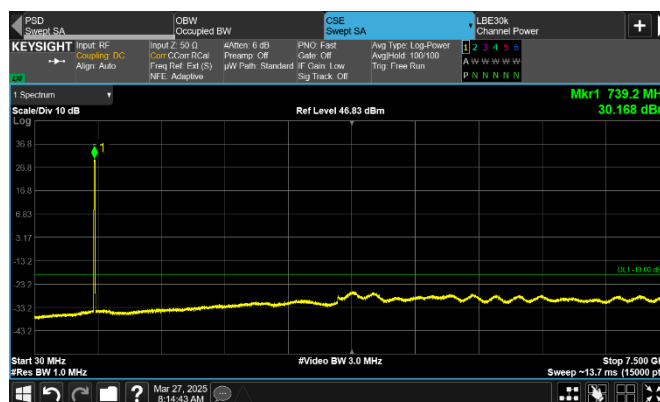 PSD
Swept SA
OBW
Occupied BW
CSE
Swept SA
LBE30k
Channel Power
KEYSIGHT
Input: RF
Coupling: DC
Align: Auto
Input Z: 50 Ω
Corr CCorr RCal
Freq Ref: Ext (S)
NFE: Adaptive
#Atten: 6 dB
Preamp: Off
µW Path: Standard
PNO: Fast
Gate: Off
IF Gain: Low
Sig Track: Off
Avg Type: Log-Power
Avg|Hold: 100/100
Trig: Free Run
1 2 3 4 5 6
A W W W W W
P N N N N N
1 Spectrum
Scale/Div 10 dB
Ref Level 46.83 dBm
Mkr1 739.2 MH
30.168 dB
Log
1
36.8
26.8
16.8
6.83
-3.17
-13.2
-23.2
-33.2
-43.2
DL1 -19.00 dB
Start 30 MHz
#Video BW 3.0 MHz
Stop 7.500 G
#Res BW 1.0 MHz
Sweep ~13.7 ms (15000 pt
Mar 27, 2025
8:14:43 AM